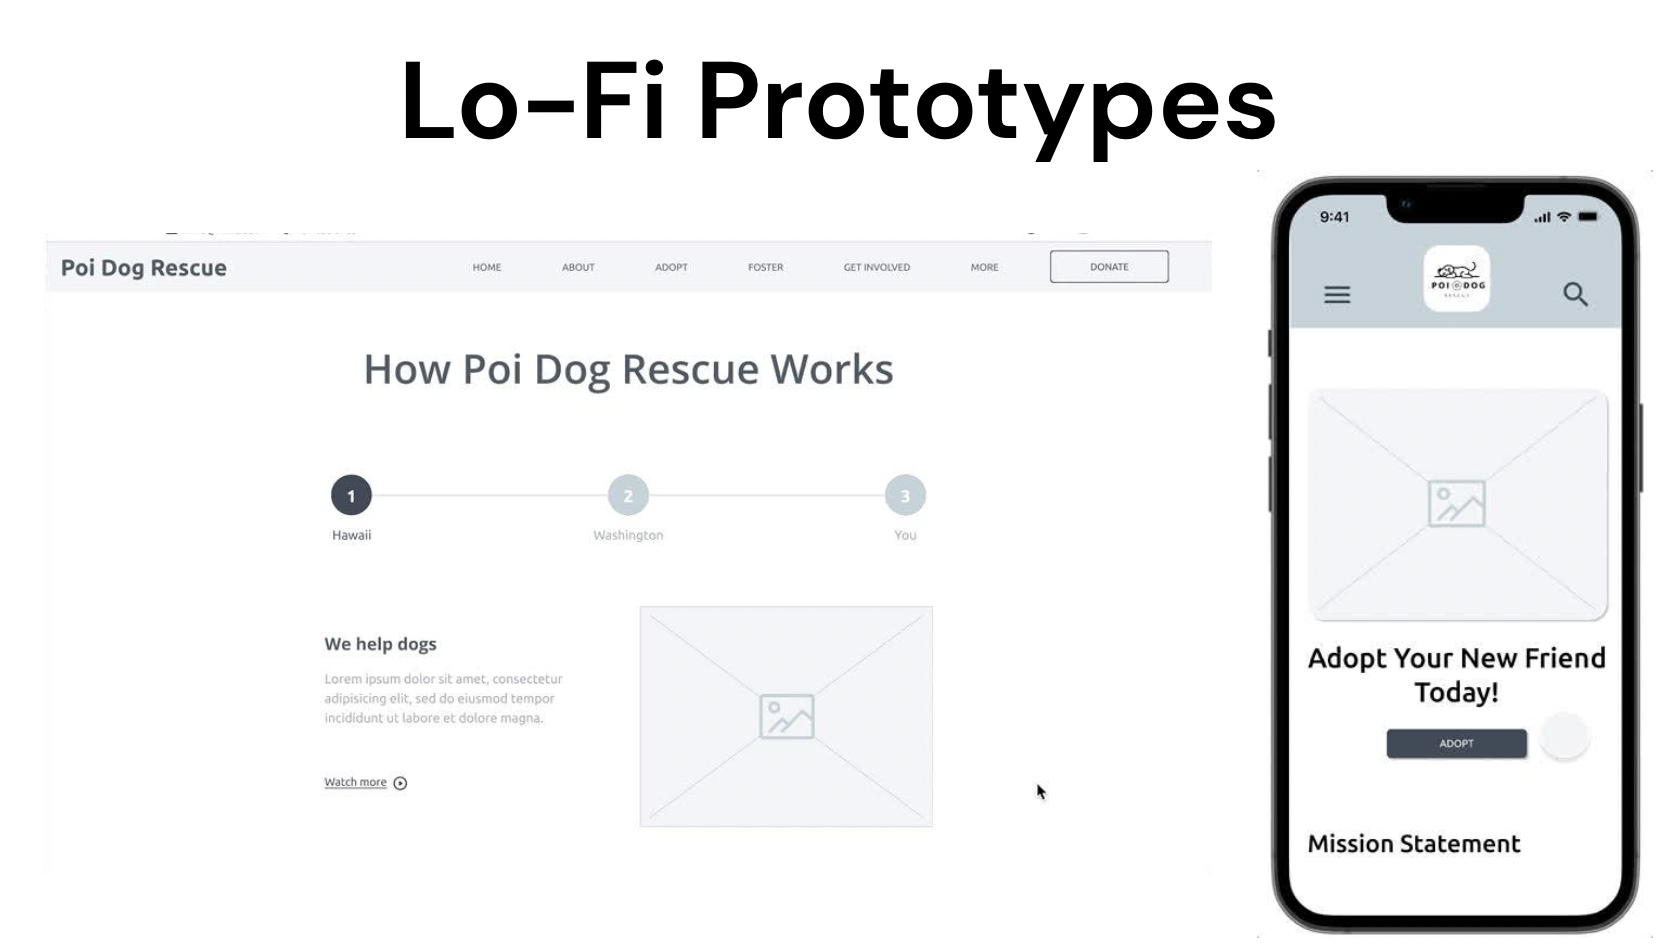 Lo-Fi Prototypes
Poi Dog Rescue
HOME
ABOUT
ADOPT
FOSTER
GET INVOLVED
MORE
DONATE
How Poi Dog Rescue Works
1
2
3
Hawaii
Washington
You
We help dogs
Lorem ipsum dolor sit amet, consectetur
adipisicing elit, sed do eiusmod tempor
incididunt ut labore et dolore magna.
Watch more
9:41
POI DOG
RESCUE
Adopt Your New Friend
Today!
ADOPT
Mission Statement